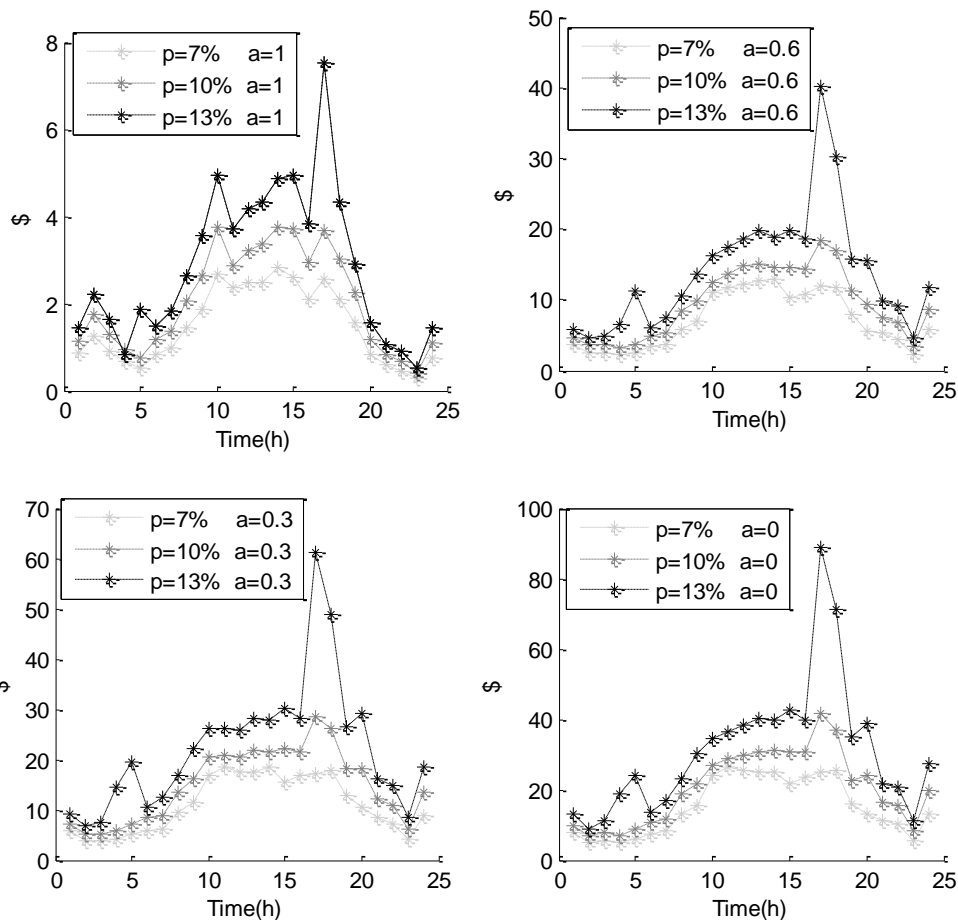 8
6
4
2
0
$
p=7% a=1
p=10% a=1
p=13% a=1
0 5 10 15 20 25
Time(h)
50
40
30
20
10
0
$
p=7% a=0.6
p=10% a=0.6
p=13% a=0.6
0 5 10 15 20 25
Time(h)
70
60
50
40
30
20
10
0
$
p=7% a=0.3
p=10% a=0.3
p=13% a=0.3
0 5 10 15 20 25
Time(h)
100
80
60
40
20
0
$
p=7% a=0
p=10% a=0
p=13% a=0
0 5 10 15 20 25
Time(h)